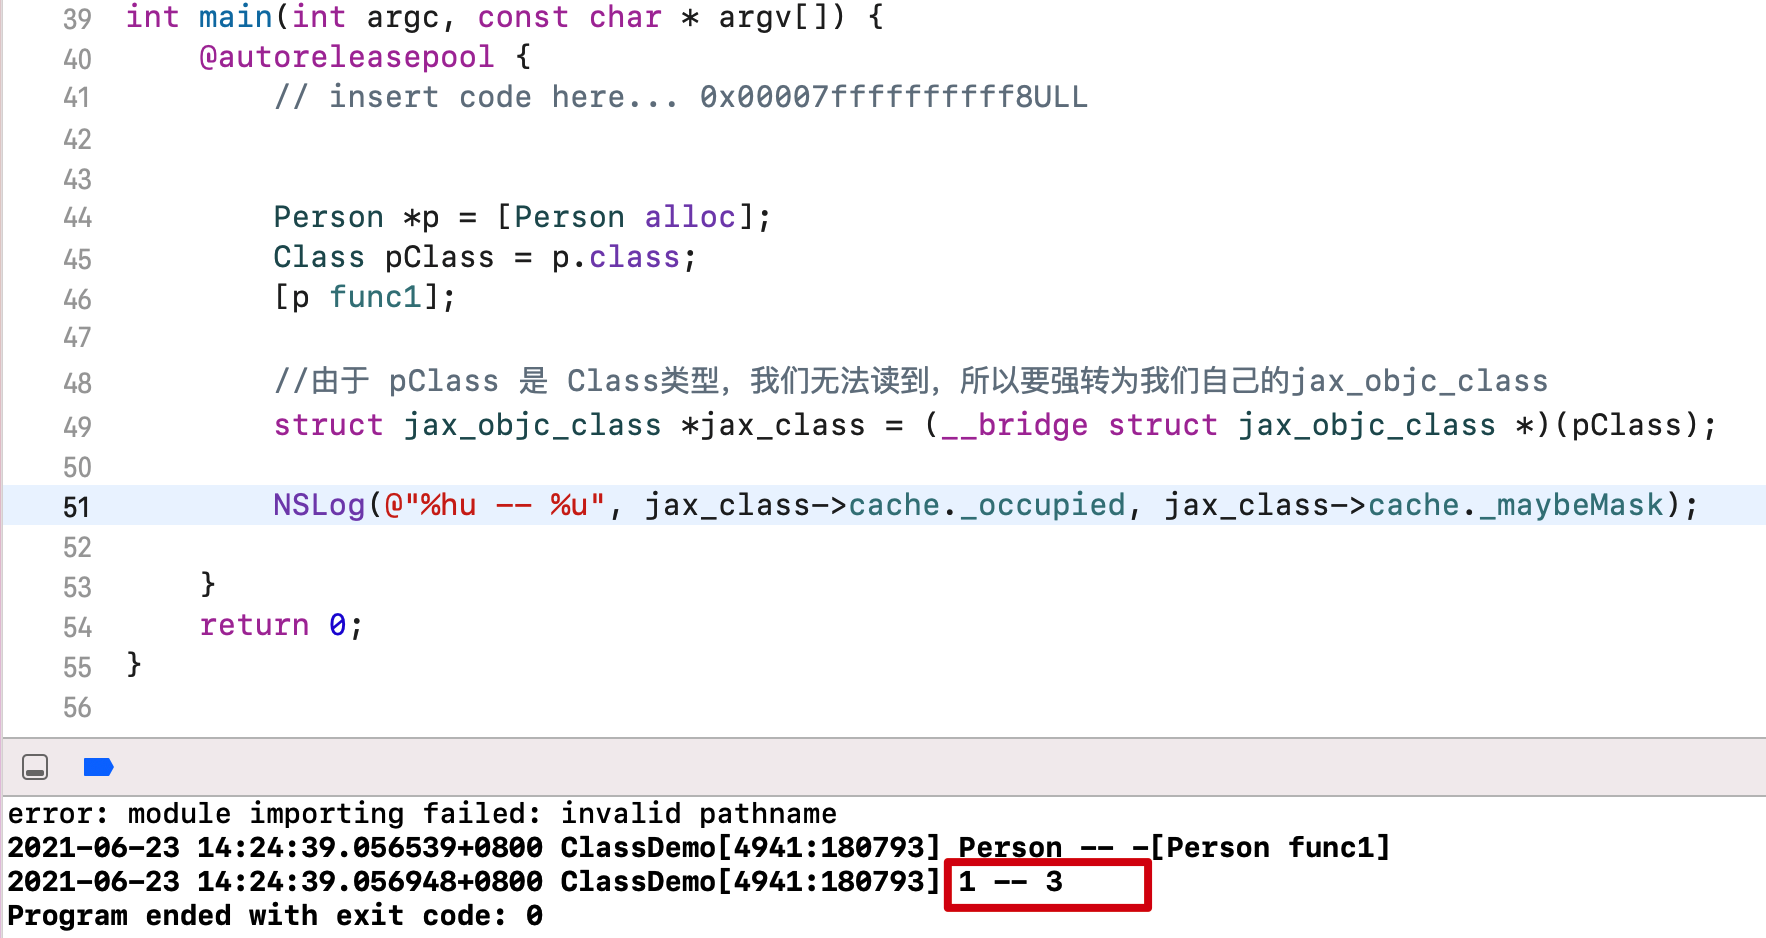 39 int main(int argc, const char * argv[]) {
40 @autoreleasepool {
41 // insert code here... 0x00007ffffffffff8ULL
42
43
44 Person *p = [Person alloc];
45 Class pClass = p.class;
46 [p func1];
47
48 //由于 pClass 是 Class类型，我们无法读到，所以要强转为我们自己的jax_objc_class
49 struct jax_objc_class *jax_class = (__bridge struct jax_objc_class *)(pClass);
50
51 NSLog(@"%hu -- %u", jax_class->cache._occupied, jax_class->cache._maybeMask);
52
53 }
54 return 0;
55 }
56
error: module importing failed: invalid pathname
2021-06-23 14:24:39.056539+0800 ClassDemo[4941:180793] Person -- -[Person func1]
2021-06-23 14:24:39.056948+0800 ClassDemo[4941:180793] 1 -- 3
Program ended with exit code: 0